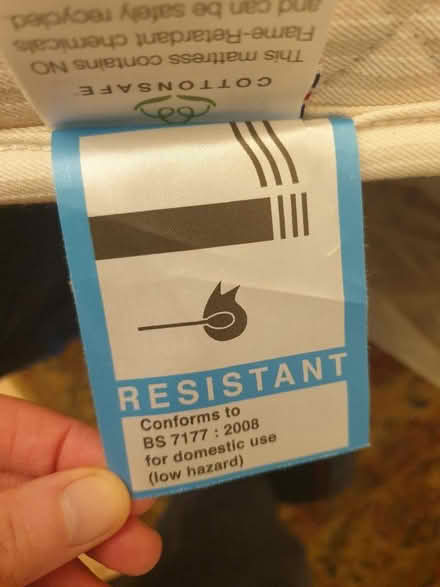 COTTONSAFE
This mattress contains NO
Flame-Retardant chemicals
and can be safely recycled
RESISTANT
Conforms to
BS 7177 : 2008
for domestic use
(low hazard)